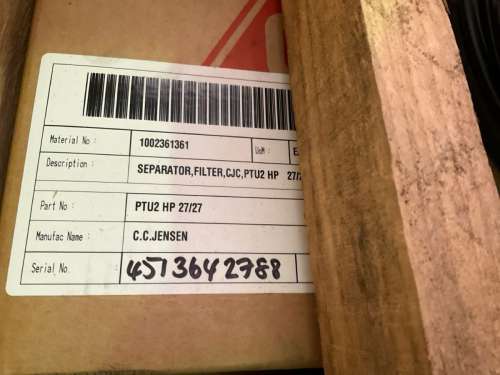 Material No : 1002361361 UoM :
Description : SEPARATOR,FILTER,CJC,PTU2 HP
Part No : PTU2 HP 27/27
Manufac Name : C.C.JENSEN
Serial No. 4513642788